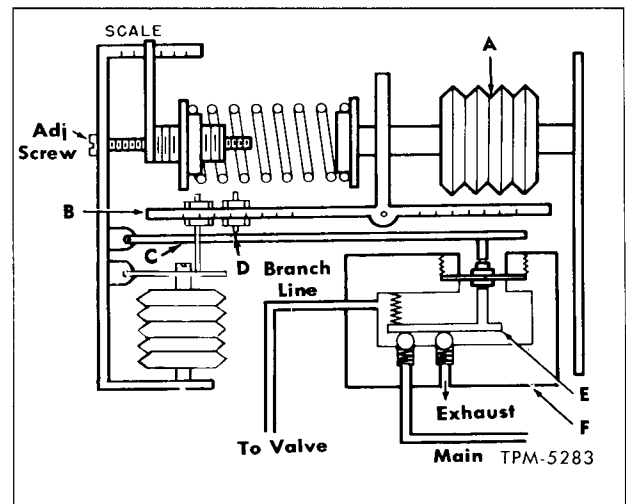 SCALE
A
Adj
Screw
B
C
D
Branch
Line
E
Exhaust
F
To Valve
Main
TPM-5283